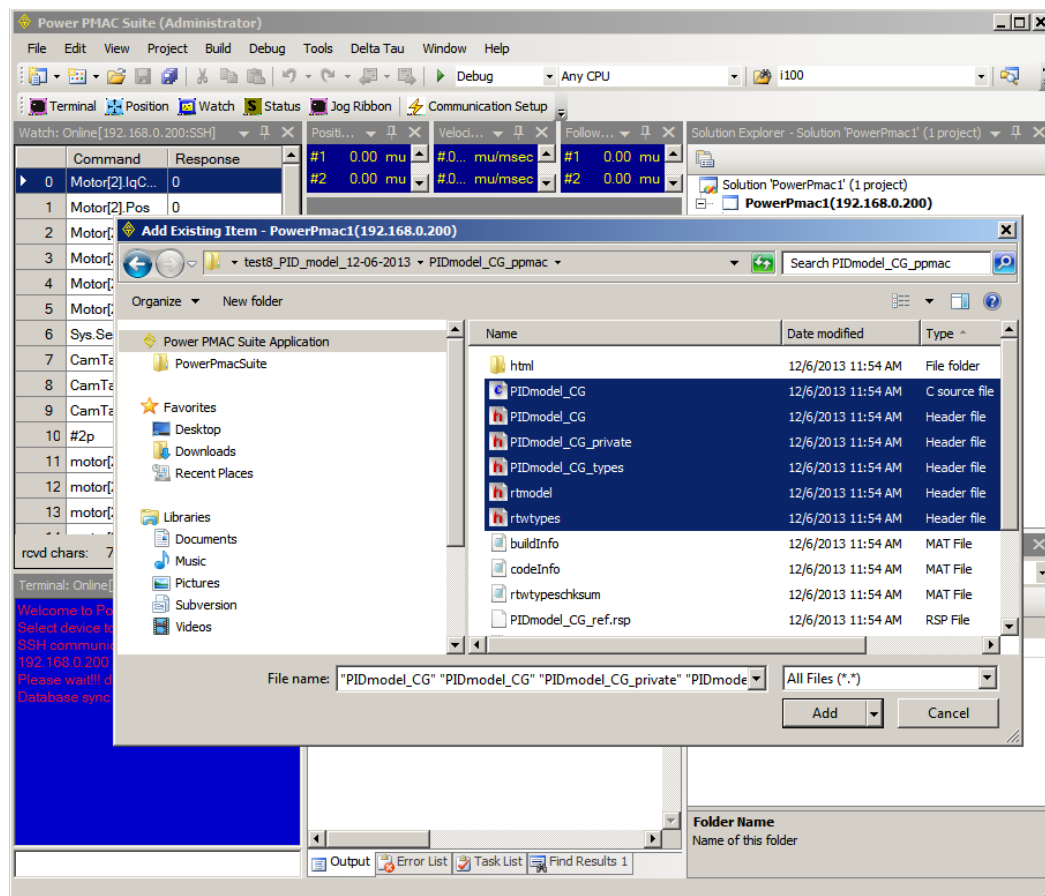 Power PMAC Suite (Administrator)
File Edit View Project Build Debug Tools Delta Tau Window Help
Debug Any CPU i100
Terminal Position Watch Status Jog Ribbon Communication Setup
Watch: Online[192.168.0.200:SSH] Positi... Veloci... Follow... Solution Explorer - Solution 'PowerPmac1' (1 project)
Command Response
#1 0.00 mu #.0... mu/msec #1 0.00 mu
#2 0.00 mu #.0... mu/msec #2 0.00 mu
0 Motor[2].IqC... 0
1 Motor[2].Pos 0
2 Motor[
3 Motor[
4 Motor[
5 Motor[
6 Sys.Se
7 CamTa
8 CamTa
9 CamTa
10 #2p
11 motor[
12 motor[
13 motor[
rcvd chars: 7
Solution 'PowerPmac1' (1 project)
PowerPmac1(192.168.0.200)
Add Existing Item - PowerPmac1(192.168.0.200)
test8_PID_model_12-06-2013 PIDmodel_CG_ppmac Search PIDmodel_CG_ppmac
Organize New folder
Power PMAC Suite Application
PowerPmacSuite
Favorites
Desktop
Downloads
Recent Places
Libraries
Documents
Music
Pictures
Subversion
Videos
Name Date modified Type
html 12/6/2013 11:54 AM File folder
PIDmodel_CG 12/6/2013 11:54 AM C source file
PIDmodel_CG 12/6/2013 11:54 AM Header file
PIDmodel_CG_private 12/6/2013 11:54 AM Header file
PIDmodel_CG_types 12/6/2013 11:54 AM Header file
rtmodel 12/6/2013 11:54 AM Header file
rtwtypes 12/6/2013 11:54 AM Header file
buildInfo 12/6/2013 11:54 AM MAT File
codeInfo 12/6/2013 11:54 AM MAT File
rtwtypeschksum 12/6/2013 11:54 AM MAT File
PIDmodel_CG_ref.rsp 12/6/2013 11:54 AM RSP File
File name: "PIDmodel_CG" "PIDmodel_CG" "PIDmodel_CG_private" "PIDmode All Files (*.*)
Add Cancel
Terminal: Online[
Welcome to Po
Select device to
SSH communic
192.168.0.200
Please wait!!! d
Database sync
Output Error List Task List Find Results 1
Folder Name
Name of this folder